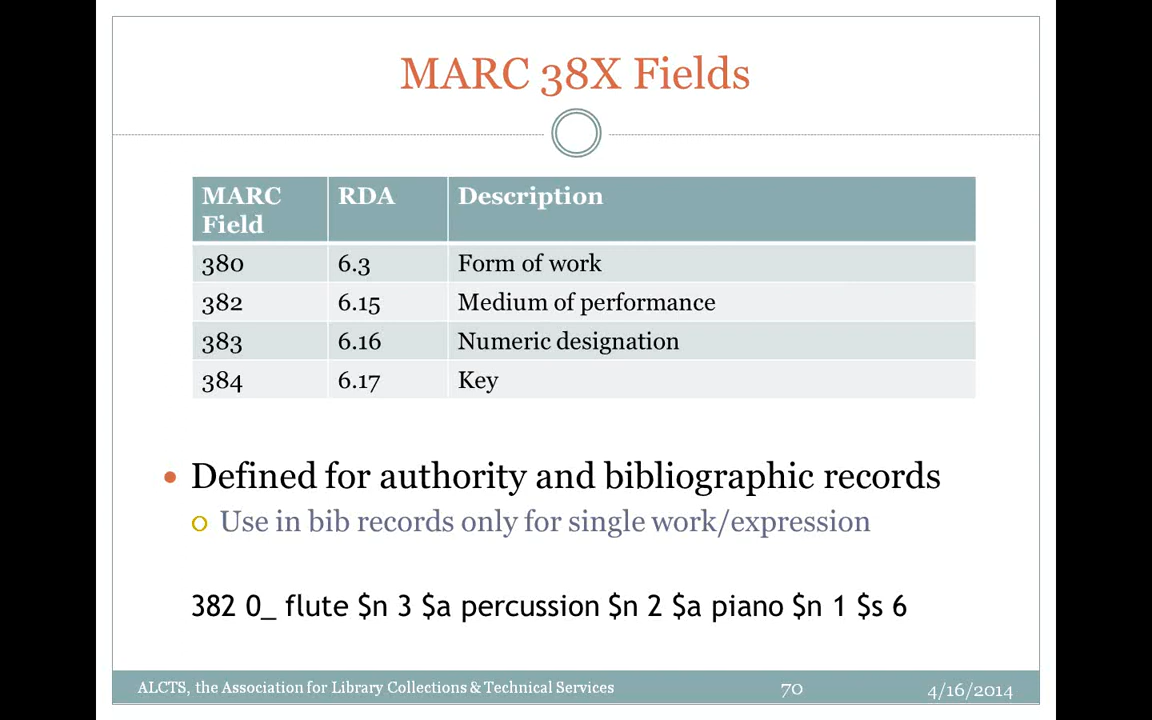 MARC 38X Fields
MARC Field RDA Description
380 6.3 Form of work
382 6.15 Medium of performance
383 6.16 Numeric designation
384 6.17 Key
• Defined for authority and bibliographic records
o Use in bib records only for single work/expression
382 0_ flute $n 3 $a percussion $n 2 $a piano $n 1 $s 6
ALCTS, the Association for Library Collections & Technical Services 70 4/16/2014